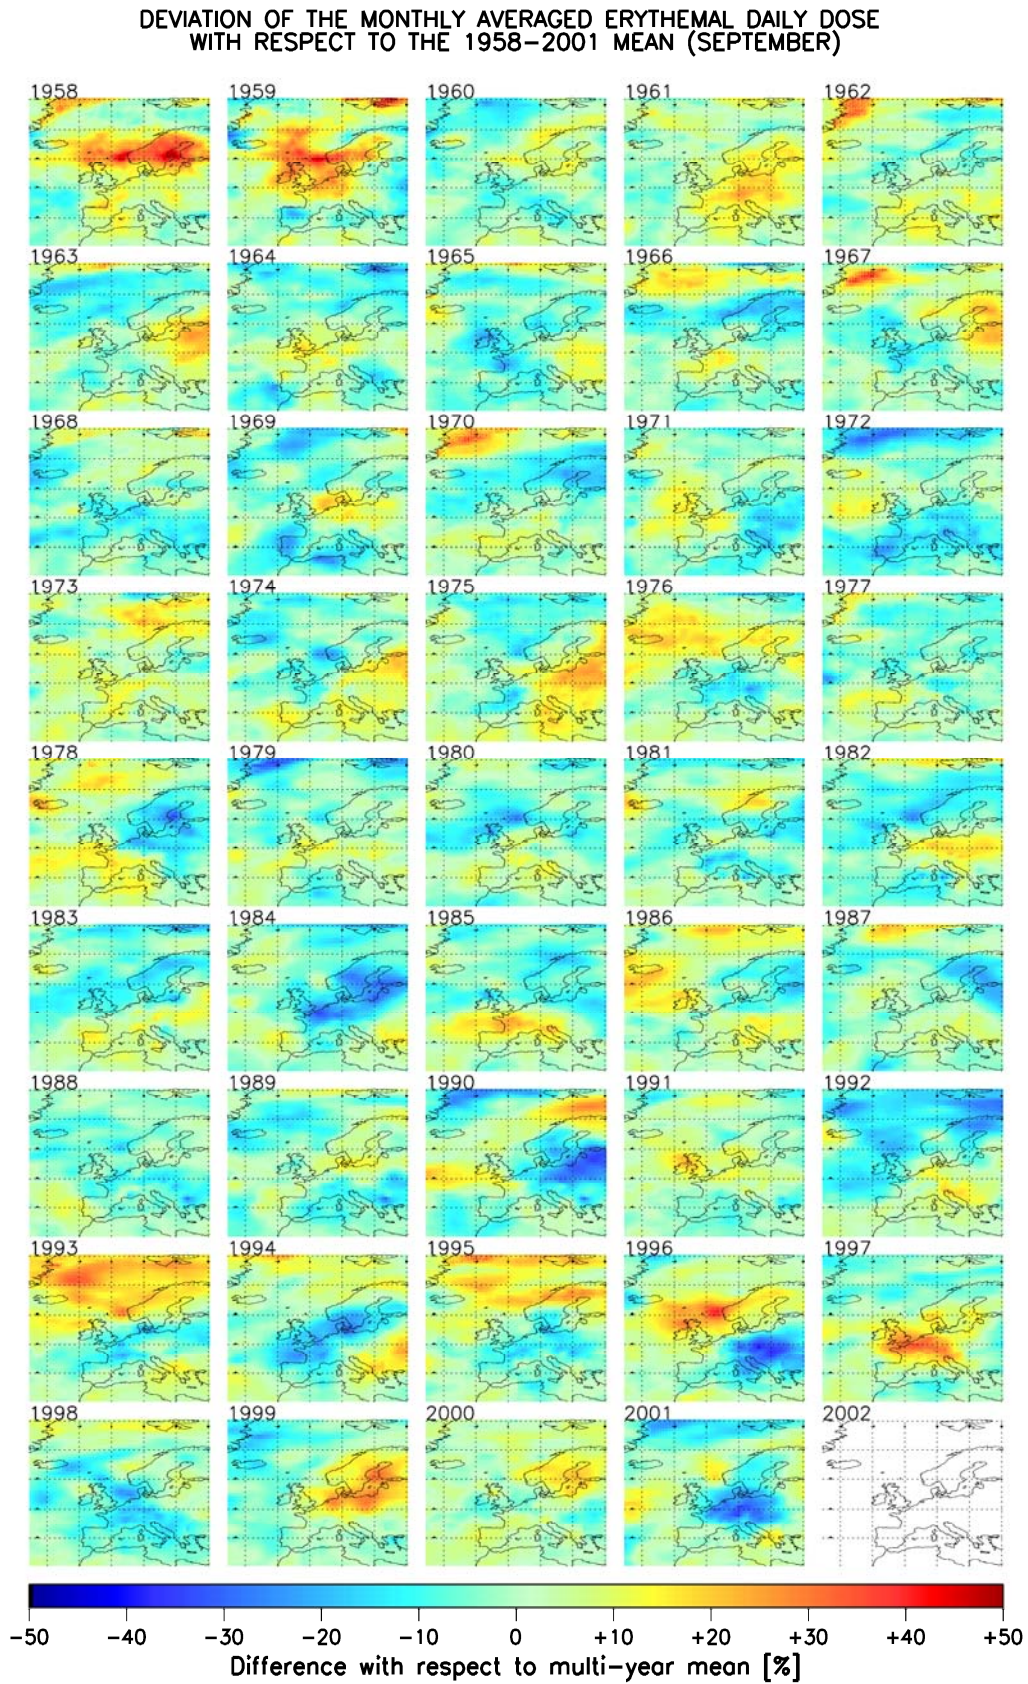 DEVIATION OF THE MONTHLY AVERAGED ERYTHEMAL DAILY DOSE
WITH RESPECT TO THE 1958-2001 MEAN (SEPTEMBER)
1958 1959 1960 1961 1962
1963 1964 1965 1966 1967
1968 1969 1970 1971 1972
1973 1974 1975 1976 1977
1978 1979 1980 1981 1982
1983 1984 1985 1986 1987
1988 1989 1990 1991 1992
1993 1994 1995 1996 1997
1998 1999 2000 2001 2002
-50 -40 -30 -20 -10 0 +10 +20 +30 +40 +50
Difference with respect to multi-year mean [%]